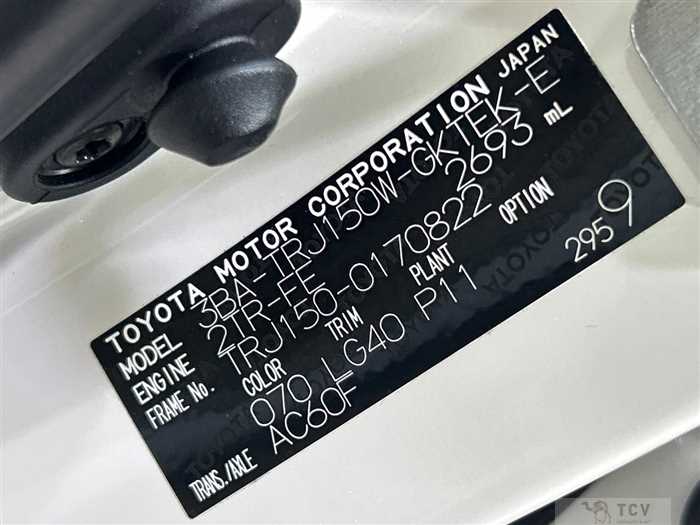 TOYOTA MOTOR CORPORATION JAPAN
MODEL 3BA-TRJ150W-GKTEK-E
ENGINE 2TR-FE 2693 mL
FRAME No. TRJ150-0170822
COLOR TRIM PLANT OPTION
070 LG40 P11 295 9
TRANS./AXLE AC60F
TCV